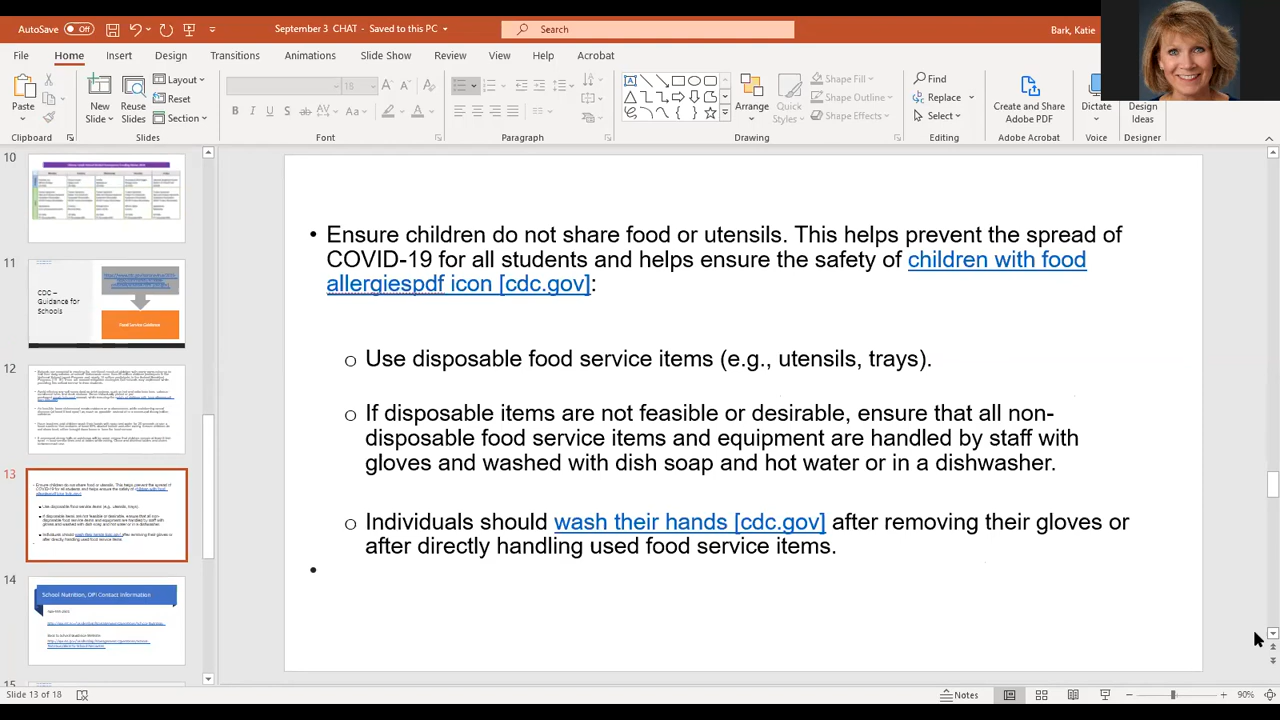 AutoSave Off
September 3 CHAT - Saved to this PC
Search
Bark, Katie
File Home Insert Design Transitions Animations Slide Show Review View Help Acrobat
Paste
New Slide
Reuse Slides
Layout
Reset
Section
18
B I U S ab AV Aa A
Arrange
Quick Styles
Shape Fill
Shape Outline
Shape Effects
Find
Replace
Select
Create and Share Adobe PDF
Dictate
Design Ideas
Clipboard Slides Font Paragraph Drawing Editing Adobe Acrobat Voice Designer
10
11
CDC –
Guidance for
Schools
Food Service Guidance
12
13
14
School Nutrition, OPI Contact Information
15
• Ensure children do not share food or utensils. This helps prevent the spread of
COVID-19 for all students and helps ensure the safety of children with food
allergiespdf icon [cdc.gov]:
o Use disposable food service items (e.g., utensils, trays).
o If disposable items are not feasible or desirable, ensure that all non-
disposable food service items and equipment are handled by staff with
gloves and washed with dish soap and hot water or in a dishwasher.
o Individuals should wash their hands [cdc.gov] after removing their gloves or
after directly handling used food service items.
•
Slide 13 of 18
Notes
90%